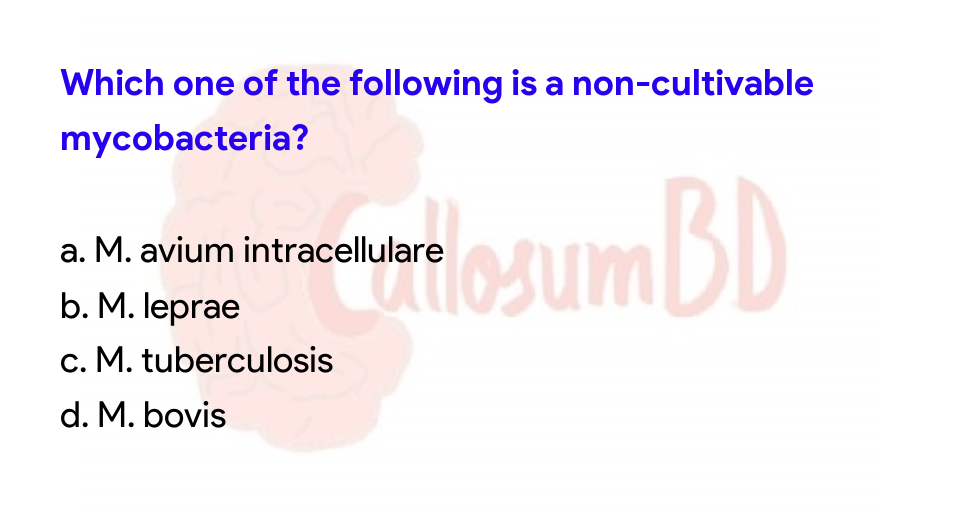 Which one of the following is a non-cultivable
mycobacteria?
CallosumBD
a. M. avium intracellulare
b. M. leprae
c. M. tuberculosis
d. M. bovis